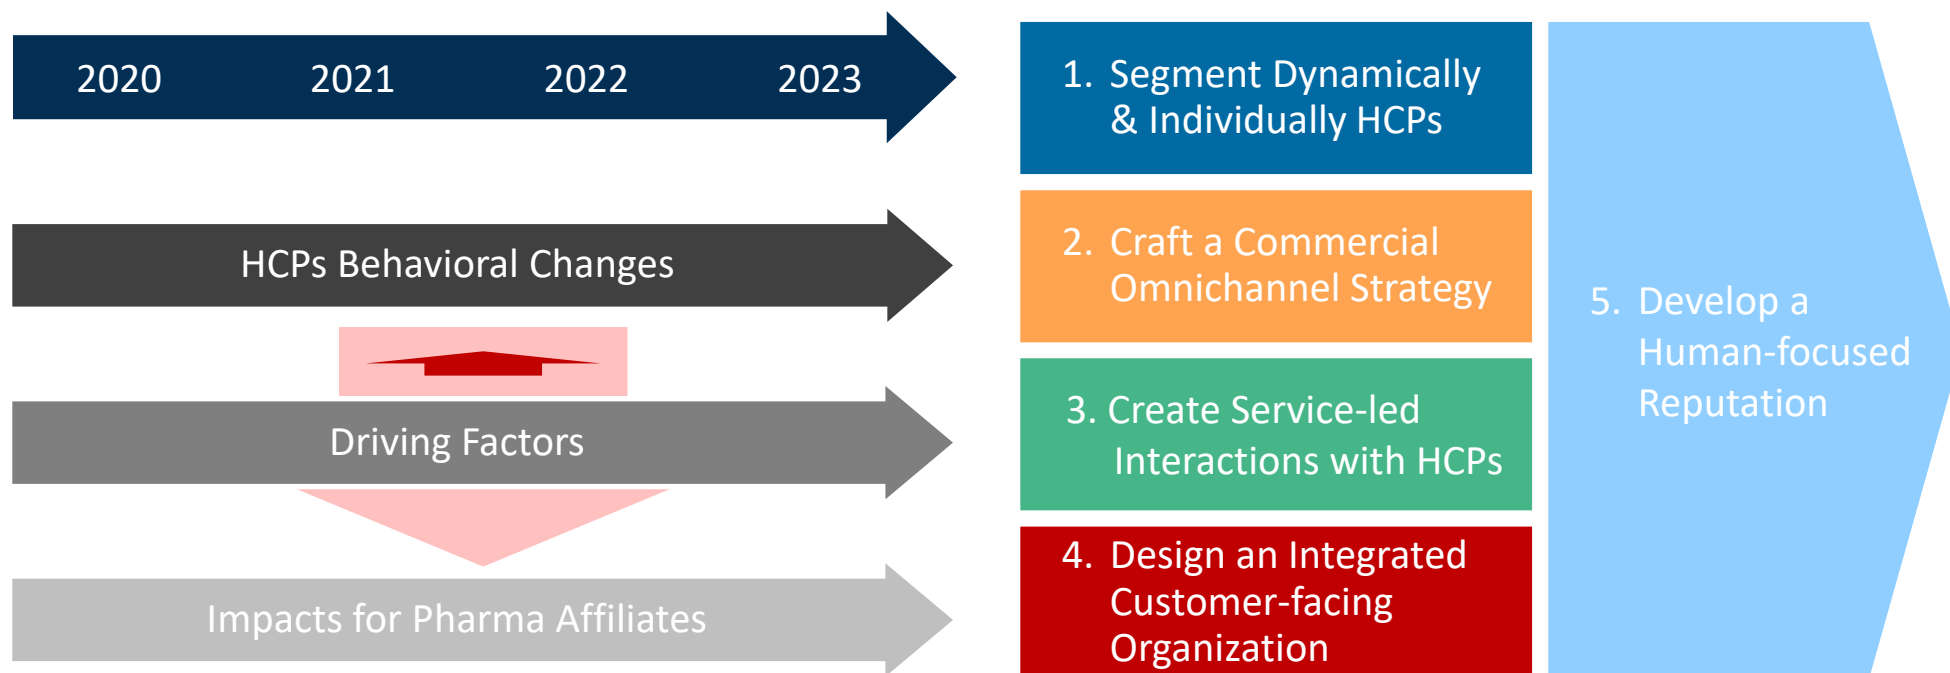 2020 2021 2022 2023
HCPs Behavioral Changes
Driving Factors
Impacts for Pharma Affiliates
1. Segment Dynamically
& Individually HCPs
2. Craft a Commercial
Omnichannel Strategy
3. Create Service-led
Interactions with HCPs
4. Design an Integrated
Customer-facing
Organization
5. Develop a
Human-focused
Reputation